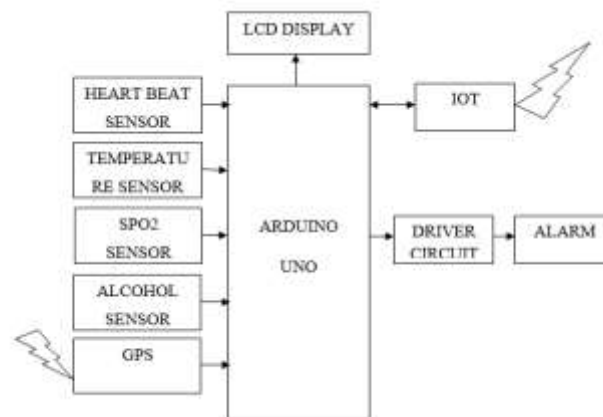 LCD DISPLAY
HEART BEAT
SENSOR
IOT
TEMPERATU
RE SENSOR
SPO2
SENSOR
ARDUINO
UNO
DRIVER
CIRCUIT
ALARM
ALCOHOL
SENSOR
GPS